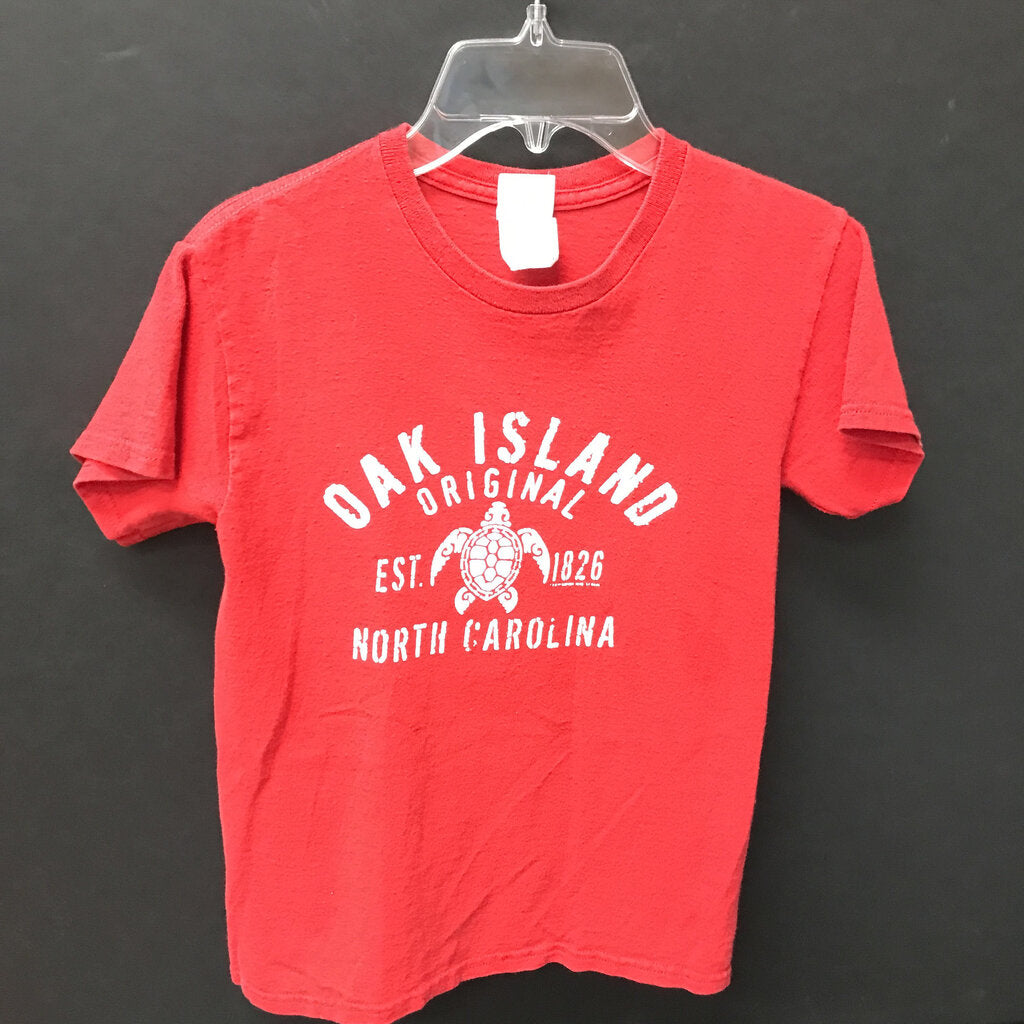 OAK ISLAND
ORIGINAL
EST. 1826
NORTH CAROLINA